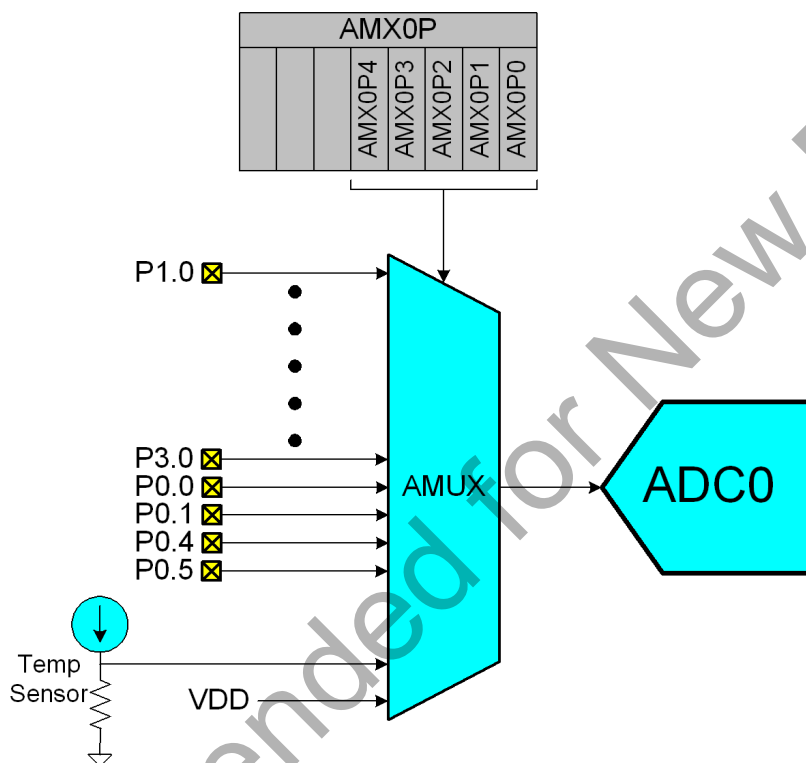 AMX0P
AMX0P4
AMX0P3
AMX0P2
AMX0P1
AMX0P0
P1.0
P3.0
P0.0
P0.1
P0.4
P0.5
AMUX
ADC0
Temp
Sensor
VDD
ended for New